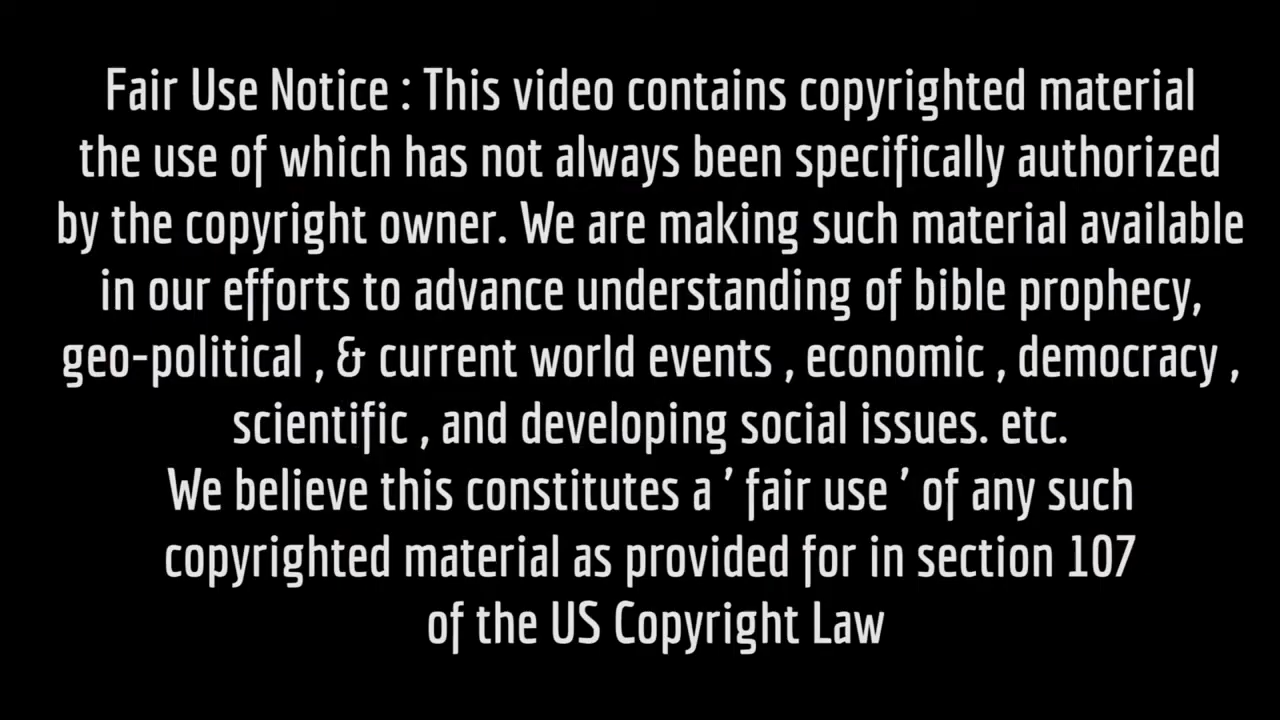 Fair Use Notice : This video contains copyrighted material
the use of which has not always been specifically authorized
by the copyright owner. We are making such material available
in our efforts to advance understanding of bible prophecy,
geo-political , & current world events , economic , democracy ,
scientific , and developing social issues. etc.
We believe this constitutes a ' fair use ' of any such
copyrighted material as provided for in section 107
of the US Copyright Law